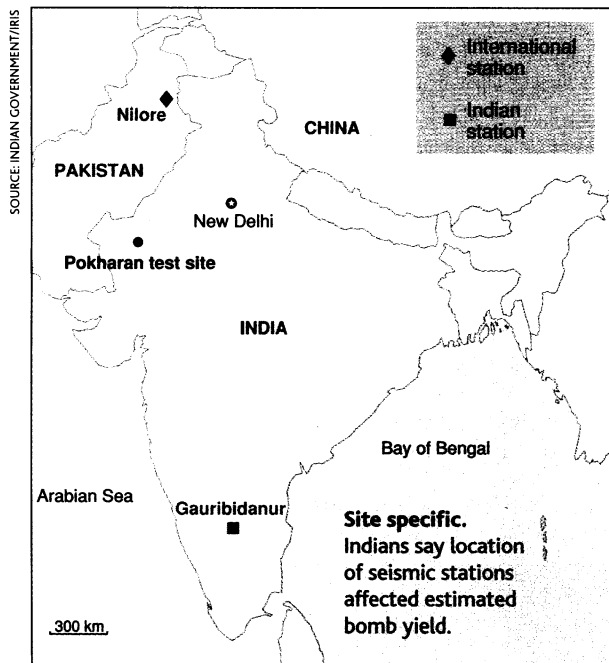 SOURCE: INDIAN GOVERNMENT/IRIS
International
station
Indian
station
Nilore
CHINA
PAKISTAN
New Delhi
Pokharan test site
INDIA
Bay of Bengal
Arabian Sea
Gauribidanur
Site specific.
Indians say location
of seismic stations
affected estimated
bomb yield.
300 km